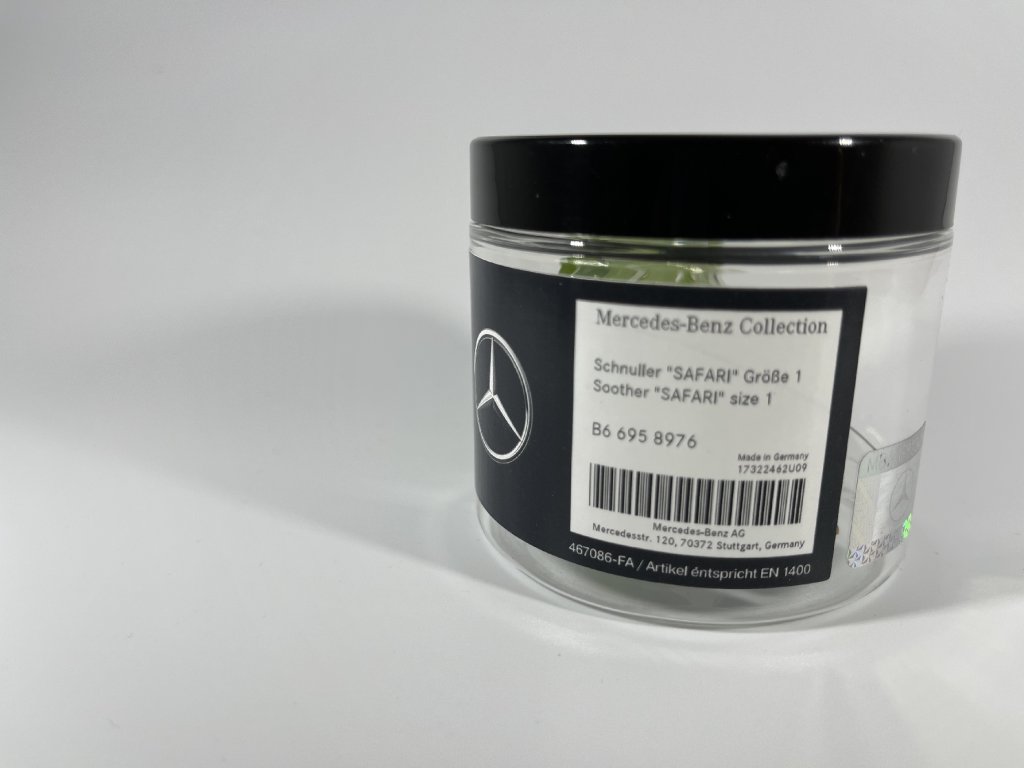 Mercedes-Benz Collection
Schnuller "SAFARI" Größe 1
Soother "SAFARI" size 1
B6 695 8976
Made in Germany
17322462U09
Mercedes-Benz AG
Mercedesstr. 120, 70372 Stuttgart, Germany
467086-FA / Artikel entspricht EN 1400